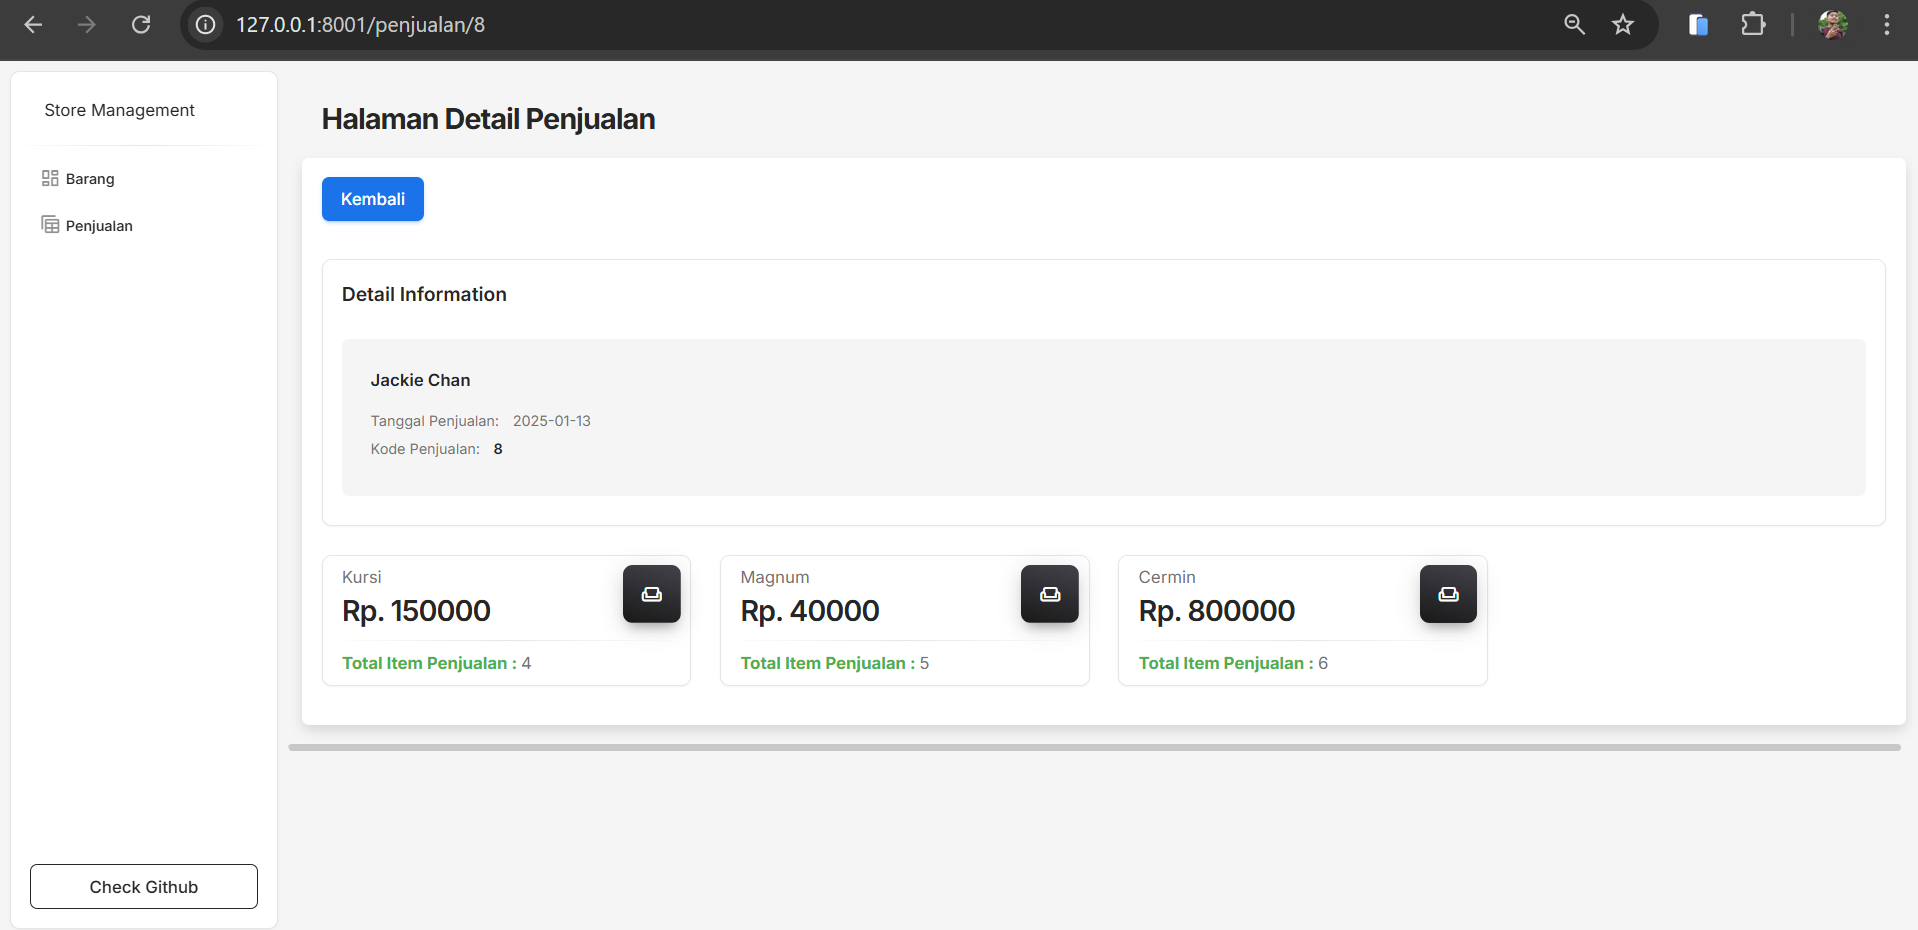 127.0.0.1:8001/penjualan/8
Store Management
Barang
Penjualan
Check Github
Halaman Detail Penjualan
Kembali
Detail Information
Jackie Chan
Tanggal Penjualan: 2025-01-13
Kode Penjualan: 8
Kursi
Rp. 150000
Total Item Penjualan : 4
Magnum
Rp. 40000
Total Item Penjualan : 5
Cermin
Rp. 800000
Total Item Penjualan : 6